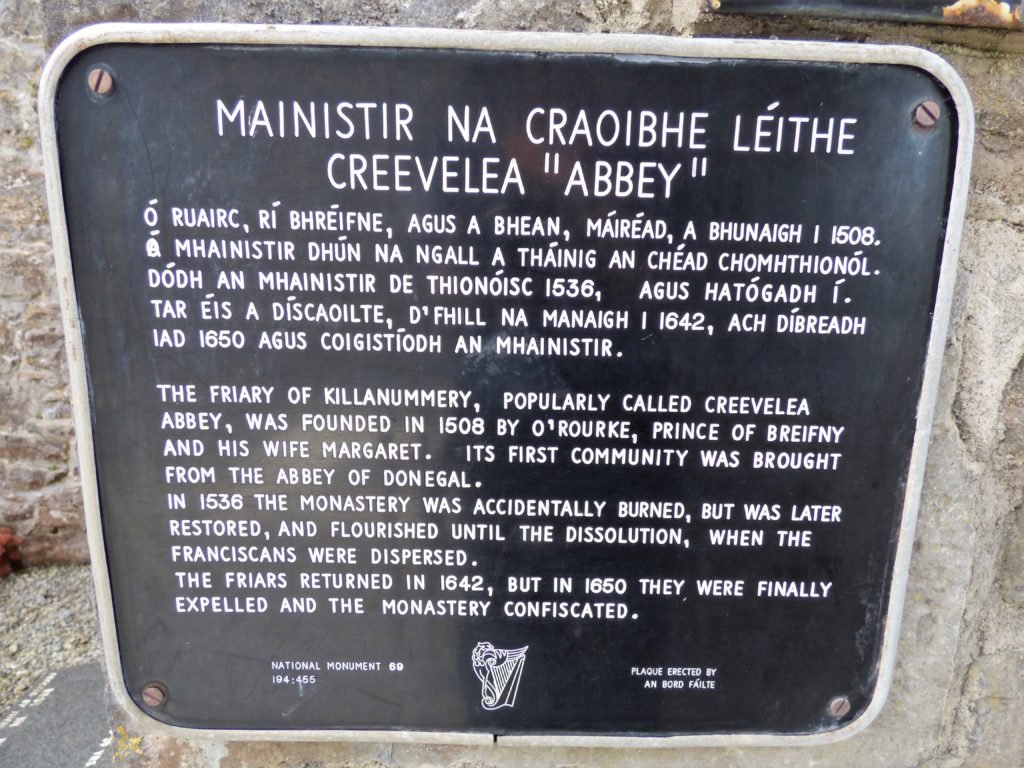 MAINISTIR NA CRAOIBHE LÉITHE
CREEVELEA "ABBEY"
Ó RUAIRC, RÍ BHRÉIFNE, AGUS A BHEAN, MÁIRÉAD, A BHUNAIGH I 1508.
Á MHAINISTIR DHÚN NA NGALL A THÁINIG AN CHÉAD CHOMHTHIONÓL.
DÓDH AN MHAINISTIR DE THIONÓISC 1536, AGUS HATÓGADH Í.
TAR ÉIS A DÍSCAOILTE, D'FHILL NA MANAIGH I 1642, ACH DÍBREADH
IAD 1650 AGUS COIGISTÍODH AN MHAINISTIR.
THE FRIARY OF KILLANUMMERY, POPULARLY CALLED CREEVELEA
ABBEY, WAS FOUNDED IN 1508 BY O'ROURKE, PRINCE OF BREIFNY
AND HIS WIFE MARGARET. ITS FIRST COMMUNITY WAS BROUGHT
FROM THE ABBEY OF DONEGAL.
IN 1536 THE MONASTERY WAS ACCIDENTALLY BURNED, BUT WAS LATER
RESTORED, AND FLOURISHED UNTIL THE DISSOLUTION, WHEN THE
FRANCISCANS WERE DISPERSED.
THE FRIARS RETURNED IN 1642, BUT IN 1650 THEY WERE FINALLY
EXPELLED AND THE MONASTERY CONFISCATED.
NATIONAL MONUMENT 69
194:455
PLAQUE ERECTED BY
AN BORD FÁILTE